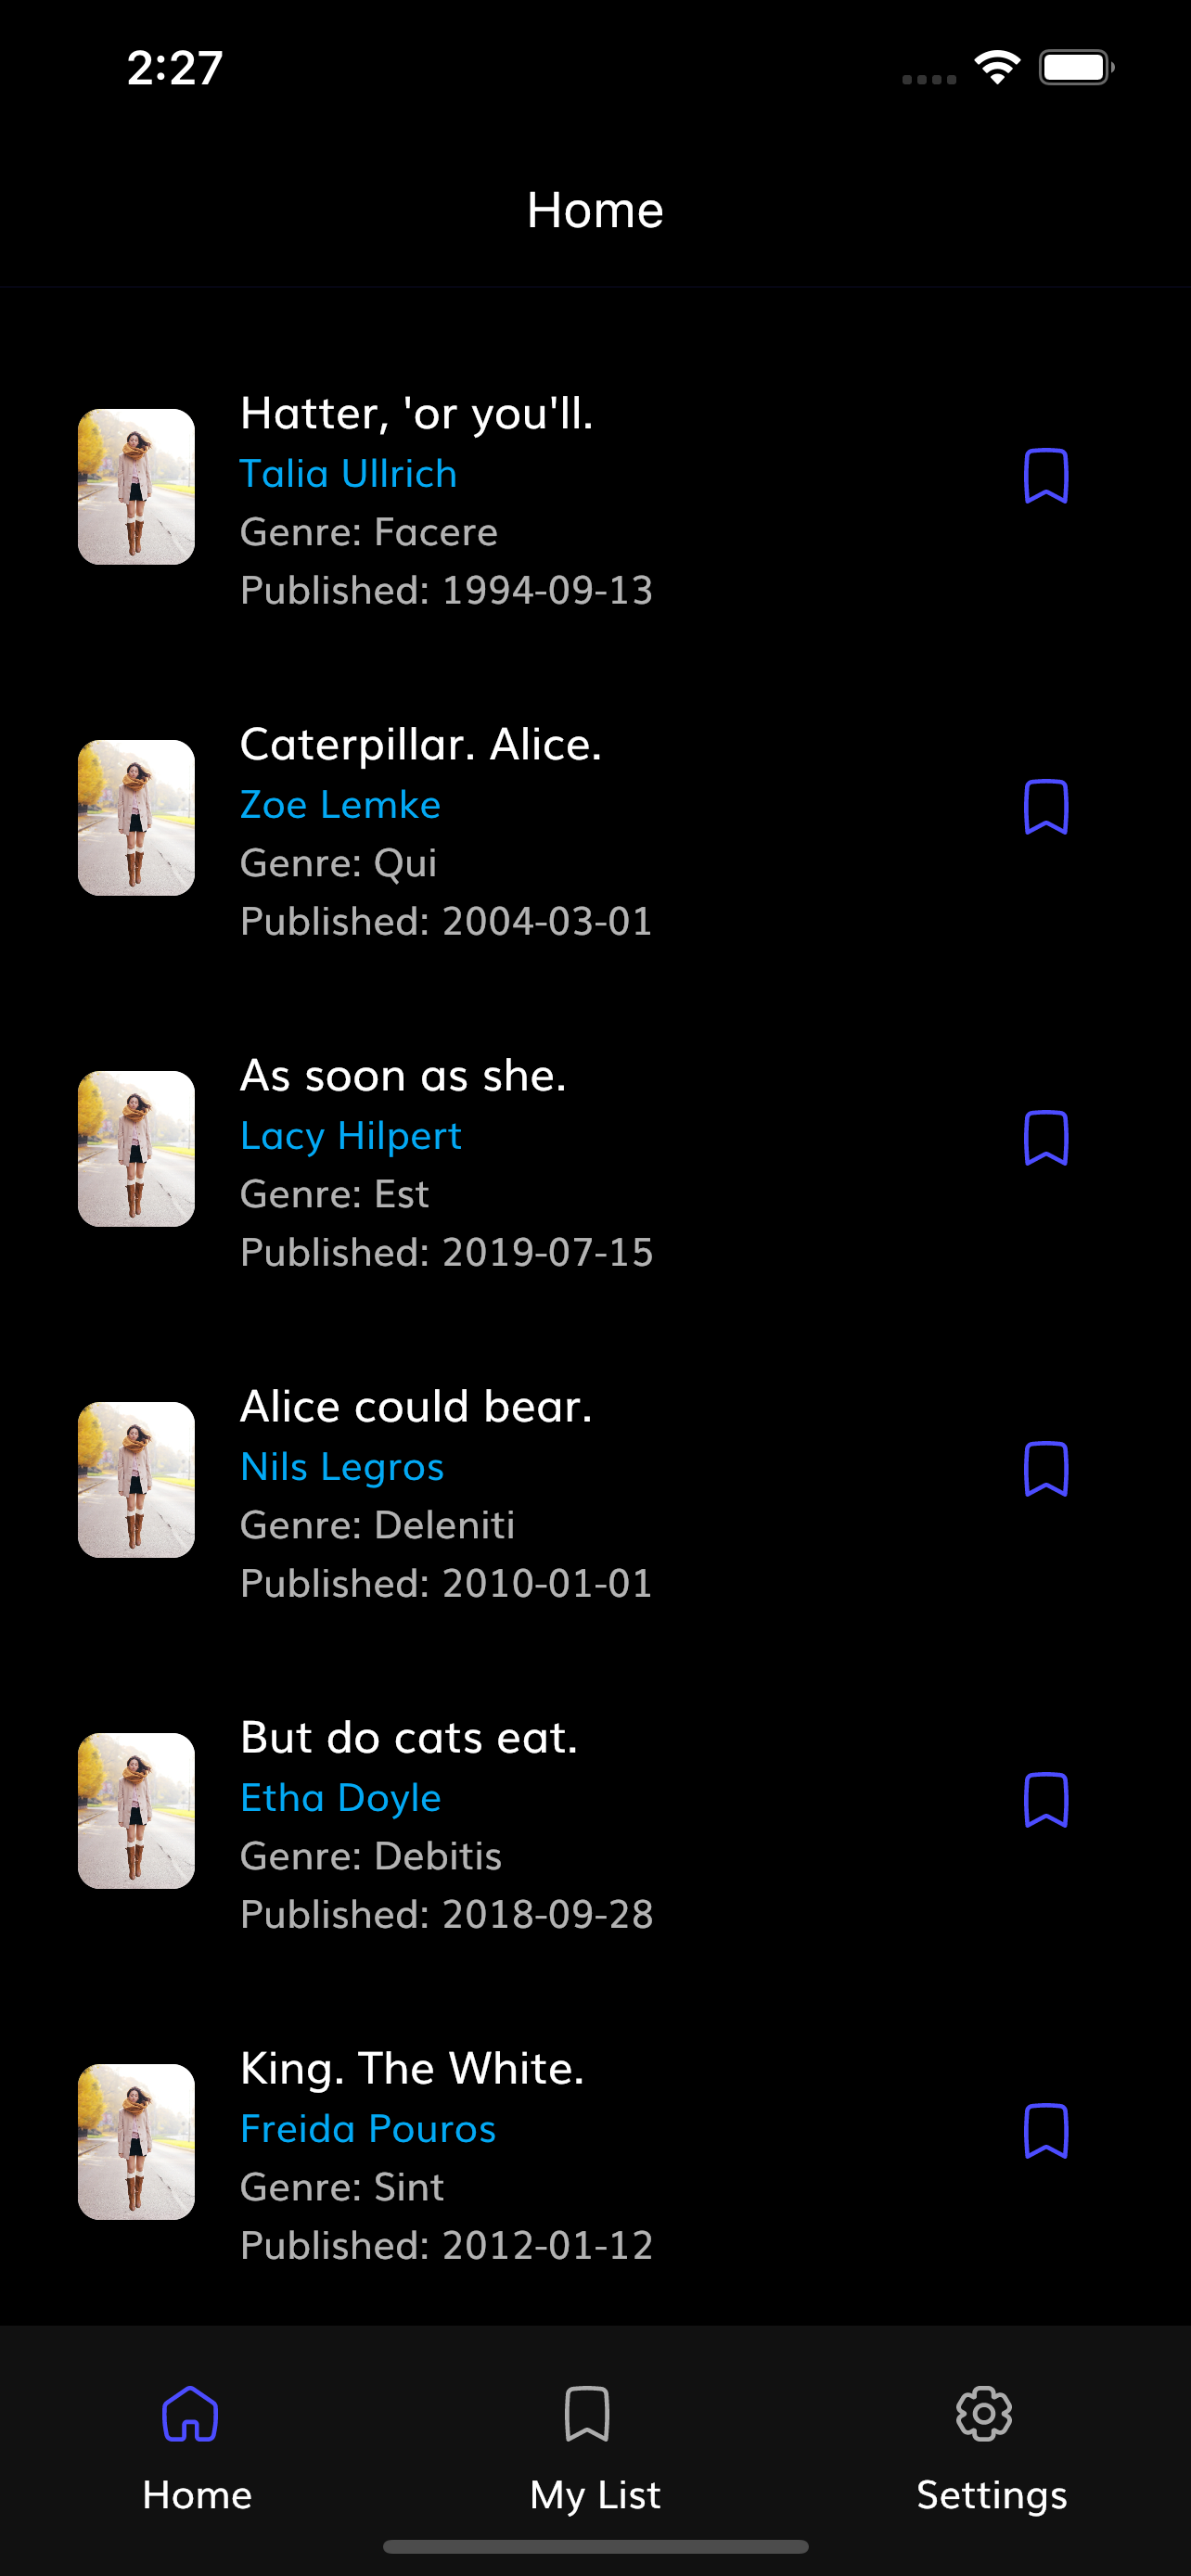 2:27
Home
Hatter, 'or you'll.
Talia Ullrich
Genre: Facere
Published: 1994-09-13
Caterpillar. Alice.
Zoe Lemke
Genre: Qui
Published: 2004-03-01
As soon as she.
Lacy Hilpert
Genre: Est
Published: 2019-07-15
Alice could bear.
Nils Legros
Genre: Deleniti
Published: 2010-01-01
But do cats eat.
Etha Doyle
Genre: Debitis
Published: 2018-09-28
King. The White.
Freida Pouros
Genre: Sint
Published: 2012-01-12
Home My List Settings